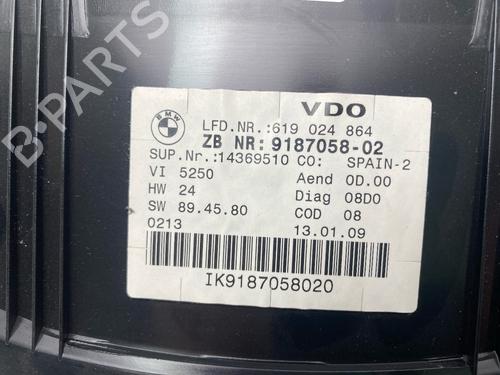 B-PARTS
BMW
VDO
LFD.NR.:619 024 864
ZB NR: 9187058-02
SUP.Nr.:14369510 CO: SPAIN-2
VI 5250 Aend 0D.00
HW 24 Diag 08D0
SW 89.45.80 COD 08
0213 13.01.09
IK9187058020